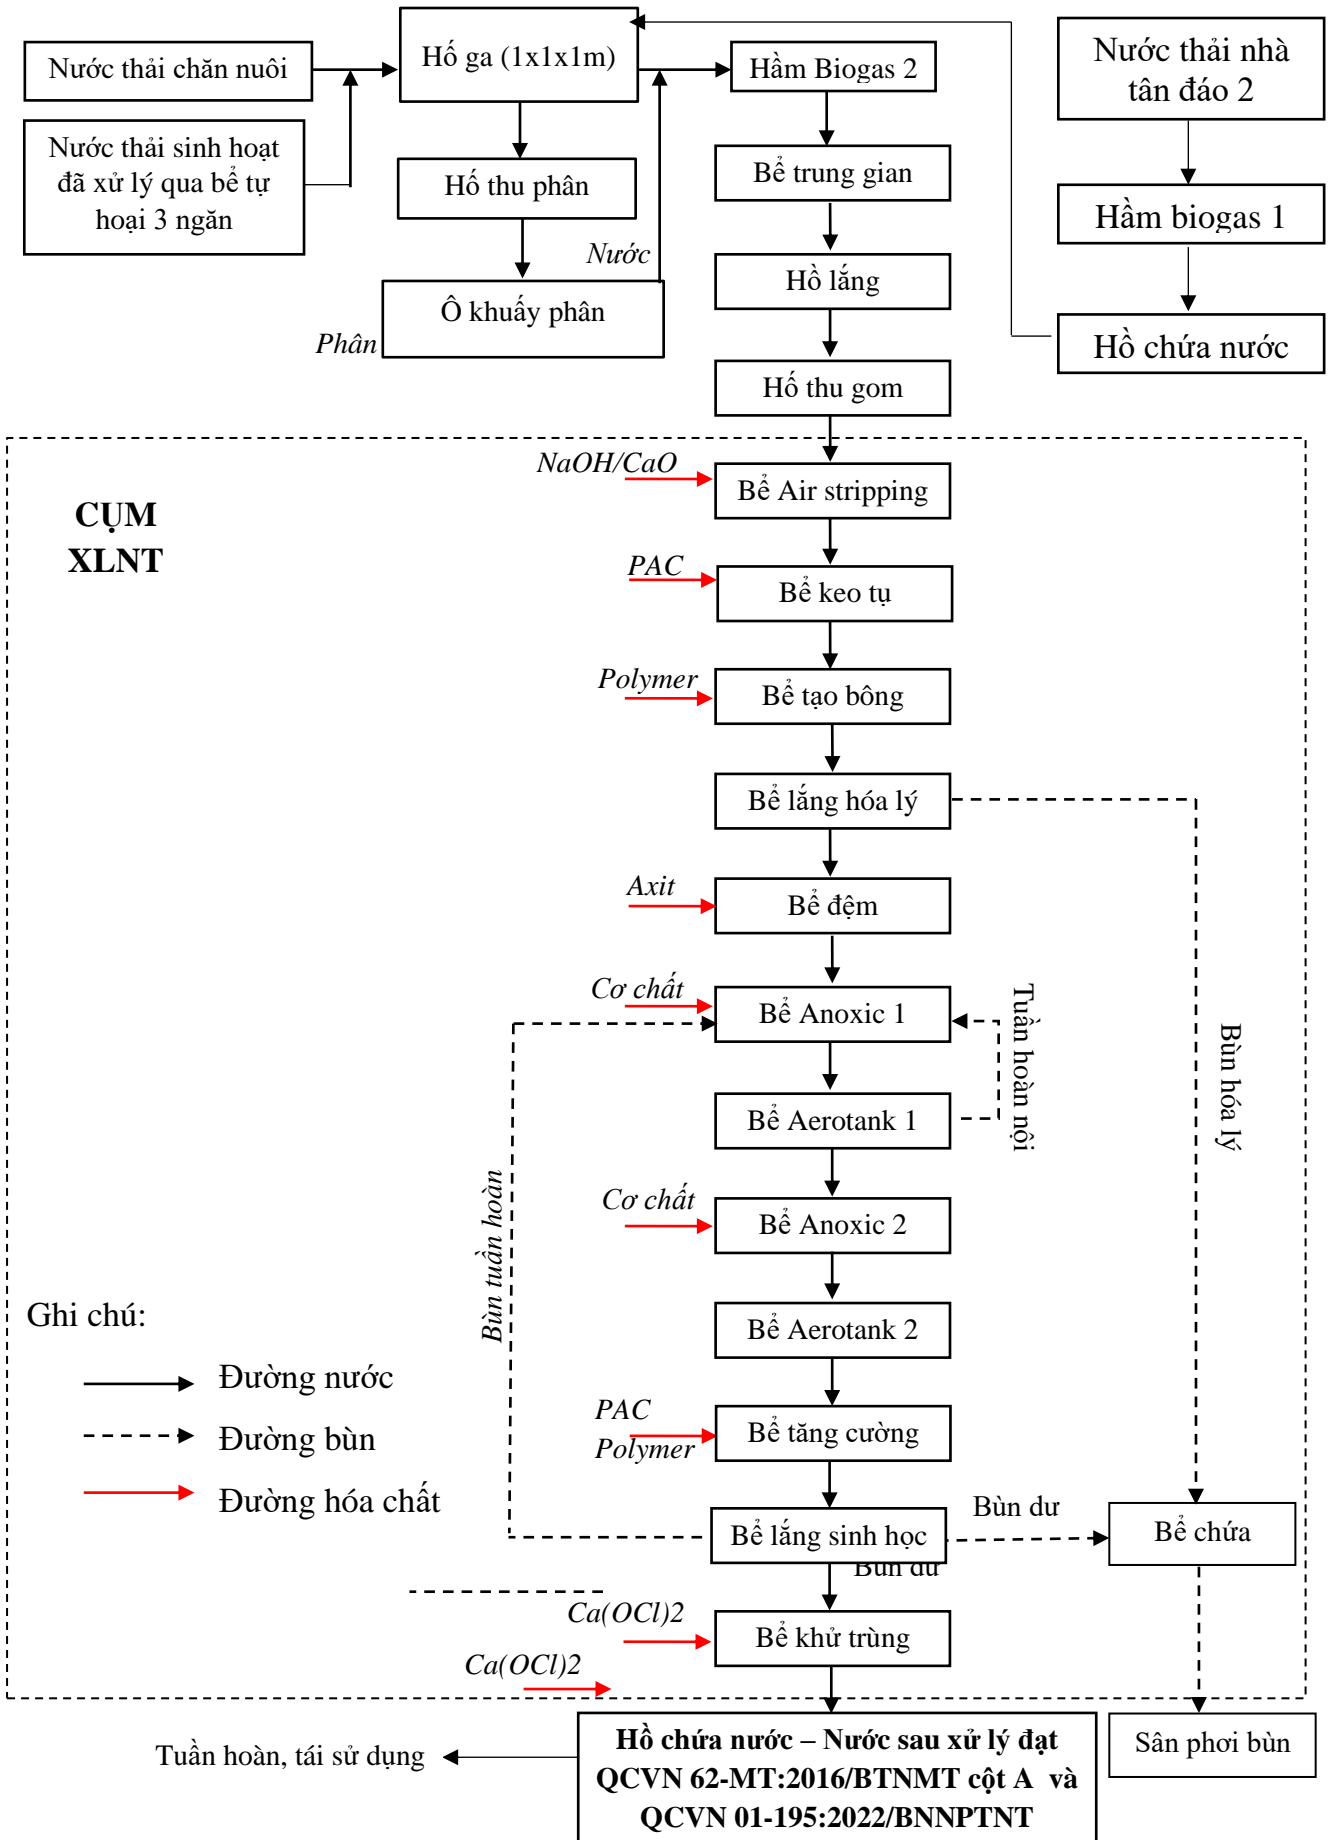 Nước thải chăn nuôi
Hố ga (1x1x1m)
Hầm Biogas 2
Nước thải nhà
tân đáo 2
Nước thải sinh hoạt
đã xử lý qua bể tự
hoại 3 ngăn
Hố thu phân
Bể trung gian
Hầm biogas 1
Nước
Hồ lắng
Ô khuấy phân
Phân
Hồ chứa nước
Hố thu gom
CỤM
XLNT
NaOH/CaO
Bể Air stripping
PAC
Bể keo tụ
Polymer
Bể tạo bông
Bể lắng hóa lý
Axit
Bể đệm
Cơ chất
Bể Anoxic 1
Tuần hoàn nội
Bùn hóa lý
Bể Aerotank 1
Bùn tuần hoàn
Cơ chất
Bể Anoxic 2
Bể Aerotank 2
Ghi chú:
Đường nước
Đường bùn
Đường hóa chất
PAC
Polymer
Bể tăng cường
Bể lắng sinh học
Bùn dư
Bùn dư
Bể chứa
Ca(OCl)2
Bể khử trùng
Ca(OCl)2
Tuần hoàn, tái sử dụng
Hồ chứa nước – Nước sau xử lý đạt
QCVN 62-MT:2016/BTNMT cột A và
QCVN 01-195:2022/BNNPTNT
Sân phơi bùn